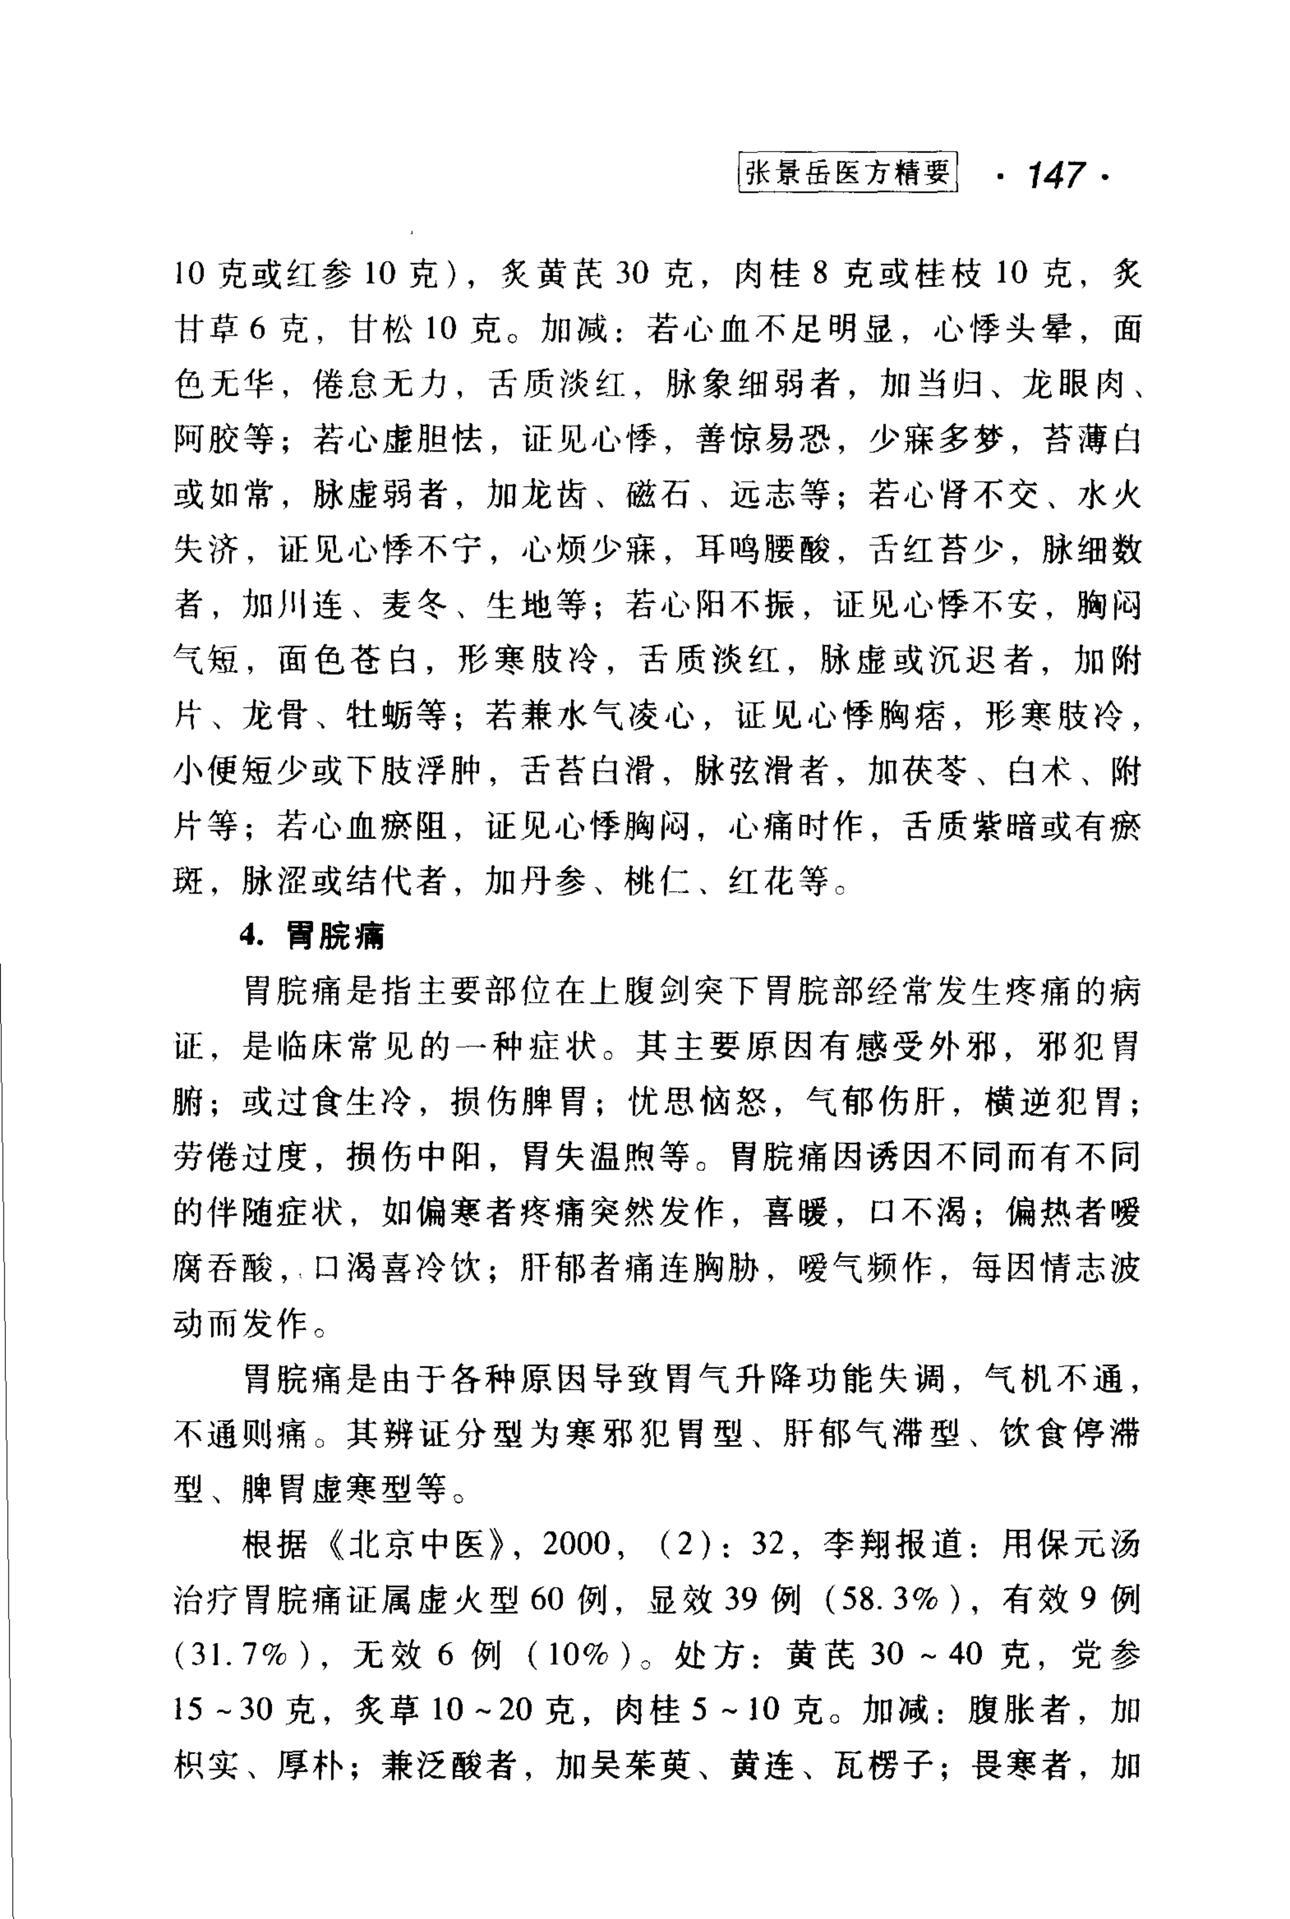 张景岳医方精要 · 147 ·
10 克或红参 10 克），炙黄芪 30 克，肉桂 8 克或桂枝 10 克，炙
甘草 6 克，甘松 10 克。加减：若心血不足明显，心悸头晕，面
色无华，倦怠无力，舌质淡红，脉象细弱者，加当归、龙眼肉、
阿胶等；若心虚胆怯，证见心悸，善惊易恐，少寐多梦，苔薄白
或如常，脉虚弱者，加龙齿、磁石、远志等；若心肾不交、水火
失济，证见心悸不宁，心烦少寐，耳鸣腰酸，舌红苔少，脉细数
者，加川连、麦冬、生地等；若心阳不振，证见心悸不安，胸闷
气短，面色苍白，形寒肢冷，舌质淡红，脉虚或沉迟者，加附
片、龙骨、牡蛎等；若兼水气凌心，证见心悸胸痞，形寒肢冷，
小便短少或下肢浮肿，舌苔白滑，脉弦滑者，加茯苓、白术、附
片等；若心血瘀阻，证见心悸胸闷，心痛时作，舌质紫暗或有瘀
斑，脉涩或结代者，加丹参、桃仁、红花等。
4. 胃脘痛
胃脘痛是指主要部位在上腹剑突下胃脘部经常发生疼痛的病
证，是临床常见的一种症状。其主要原因有感受外邪，邪犯胃
腑；或过食生冷，损伤脾胃；忧思恼怒，气郁伤肝，横逆犯胃；
劳倦过度，损伤中阳，胃失温煦等。胃脘痛因诱因不同而有不同
的伴随症状，如偏寒者疼痛突然发作，喜暖，口不渴；偏热者嗳
腐吞酸，口渴喜冷饮；肝郁者痛连胸胁，嗳气频作，每因情志波
动而发作。
胃脘痛是由于各种原因导致胃气升降功能失调，气机不通，
不通则痛。其辨证分型为寒邪犯胃型、肝郁气滞型、饮食停滞
型、脾胃虚寒型等。
根据《北京中医》，2000，（2）：32，李翔报道：用保元汤
治疗胃脘痛证属虚火型 60 例，显效 39 例（58.3%），有效 9 例
（31.7%），无效 6 例（10%）。处方：黄芪 30 ~ 40 克，党参
15 ~ 30 克，炙草 10 ~ 20 克，肉桂 5 ~ 10 克。加减：腹胀者，加
枳实、厚朴；兼泛酸者，加吴茱萸、黄连、瓦楞子；畏寒者，加